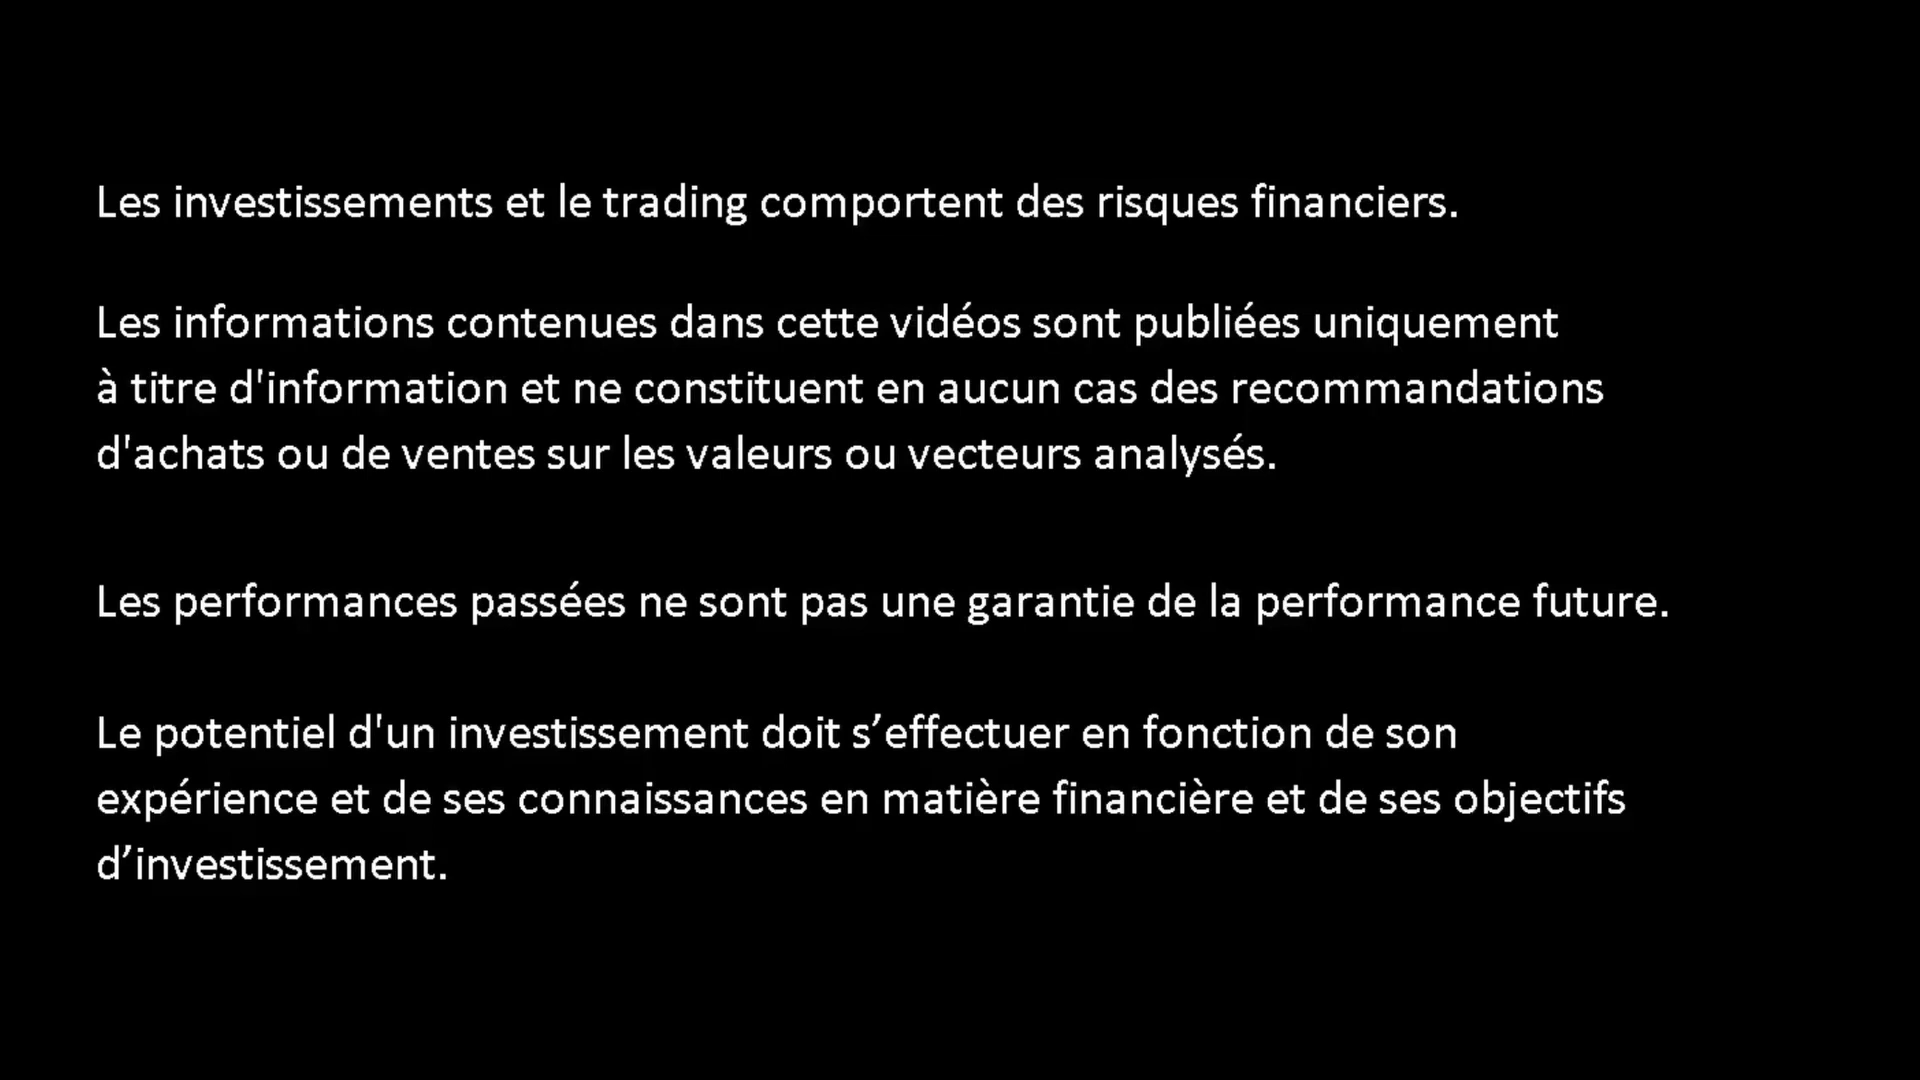 Les investissements et le trading comportent des risques financiers.
Les informations contenues dans cette vidéos sont publiées uniquement
à titre d'information et ne constituent en aucun cas des recommandations
d'achats ou de ventes sur les valeurs ou vecteurs analysés.
Les performances passées ne sont pas une garantie de la performance future.
Le potentiel d'un investissement doit s’effectuer en fonction de son
expérience et de ses connaissances en matière financière et de ses objectifs
d’investissement.